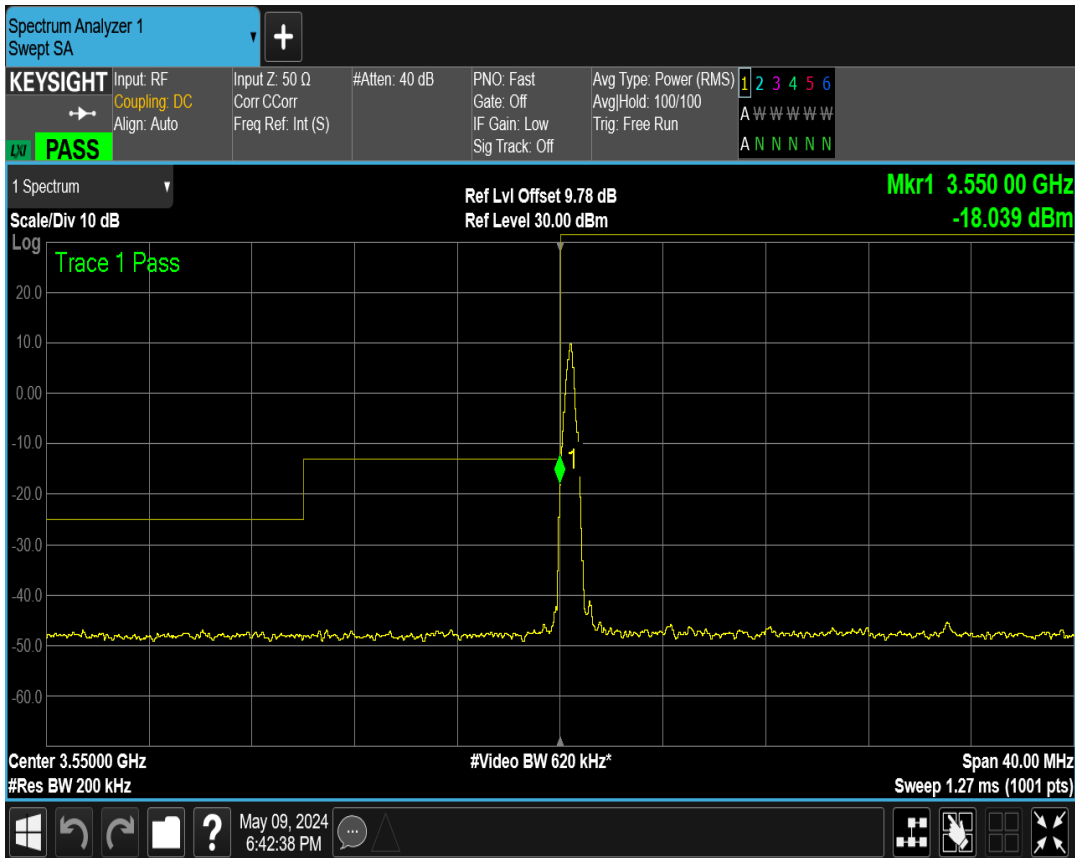 Spectrum Analyzer 1
Swept SA
+
KEYSIGHT
LXI PASS
Input: RF
Coupling: DC
Align: Auto
Input Z: 50 Ω
Corr CCorr
Freq Ref: Int (S)
#Atten: 40 dB
PNO: Fast
Gate: Off
IF Gain: Low
Sig Track: Off
Avg Type: Power (RMS)
Avg|Hold: 100/100
Trig: Free Run
1 2 3 4 5 6
A W W W W W
A N N N N N
1 Spectrum
Scale/Div 10 dB
Ref Lvl Offset 9.78 dB
Ref Level 30.00 dBm
Mkr1 3.550 00 GHz
-18.039 dBm
Log
Trace 1 Pass
20.0
10.0
0.00
-10.0
1
-20.0
-30.0
-40.0
-50.0
-60.0
Center 3.55000 GHz
#Video BW 620 kHz*
Span 40.00 MHz
#Res BW 200 kHz
Sweep 1.27 ms (1001 pts)
?
May 09, 2024
6:42:38 PM